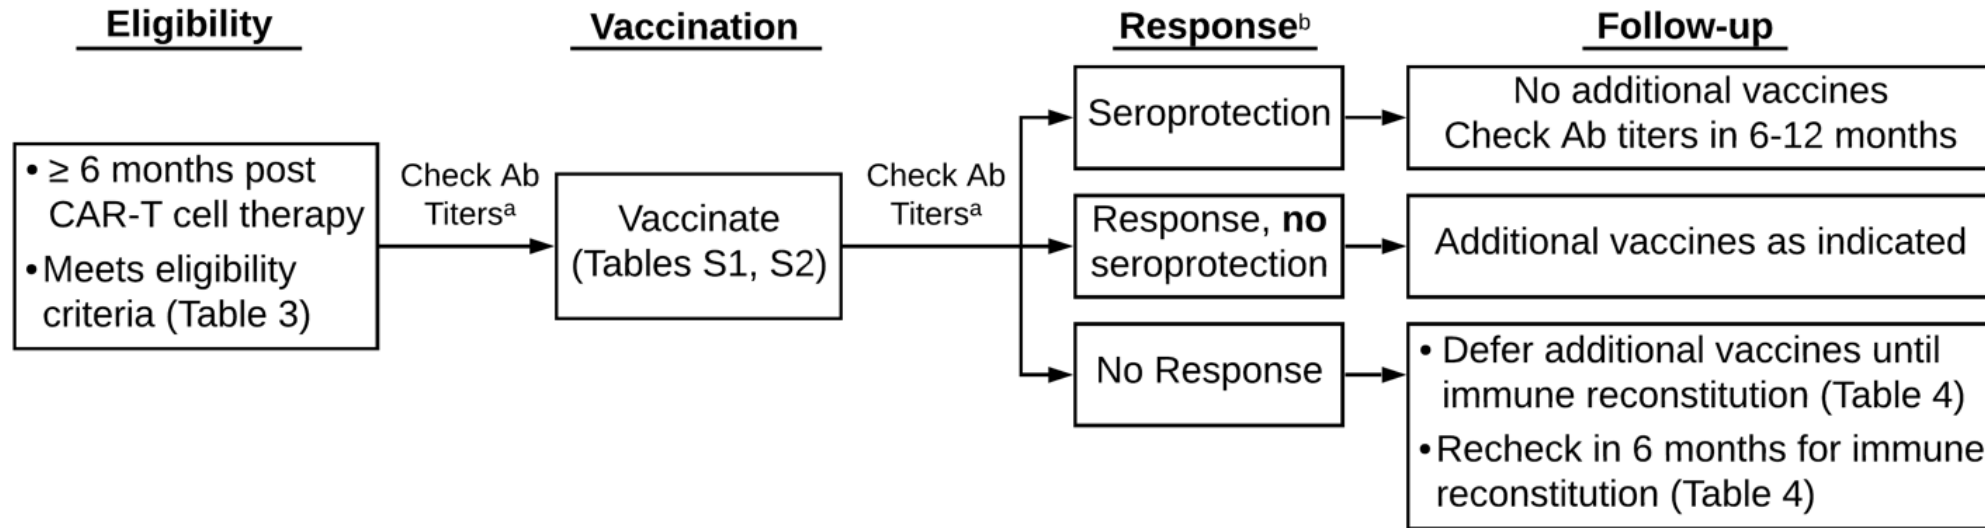 Eligibility
Vaccination
Responseᵇ
Follow-up
• ≥ 6 months post
CAR-T cell therapy
• Meets eligibility
criteria (Table 3)
Check Ab
Titersᵃ
Vaccinate
(Tables S1, S2)
Check Ab
Titersᵃ
Seroprotection
No additional vaccines
Check Ab titers in 6-12 months
Response, no
seroprotection
Additional vaccines as indicated
No Response
• Defer additional vaccines until
immune reconstitution (Table 4)
• Recheck in 6 months for immune
reconstitution (Table 4)